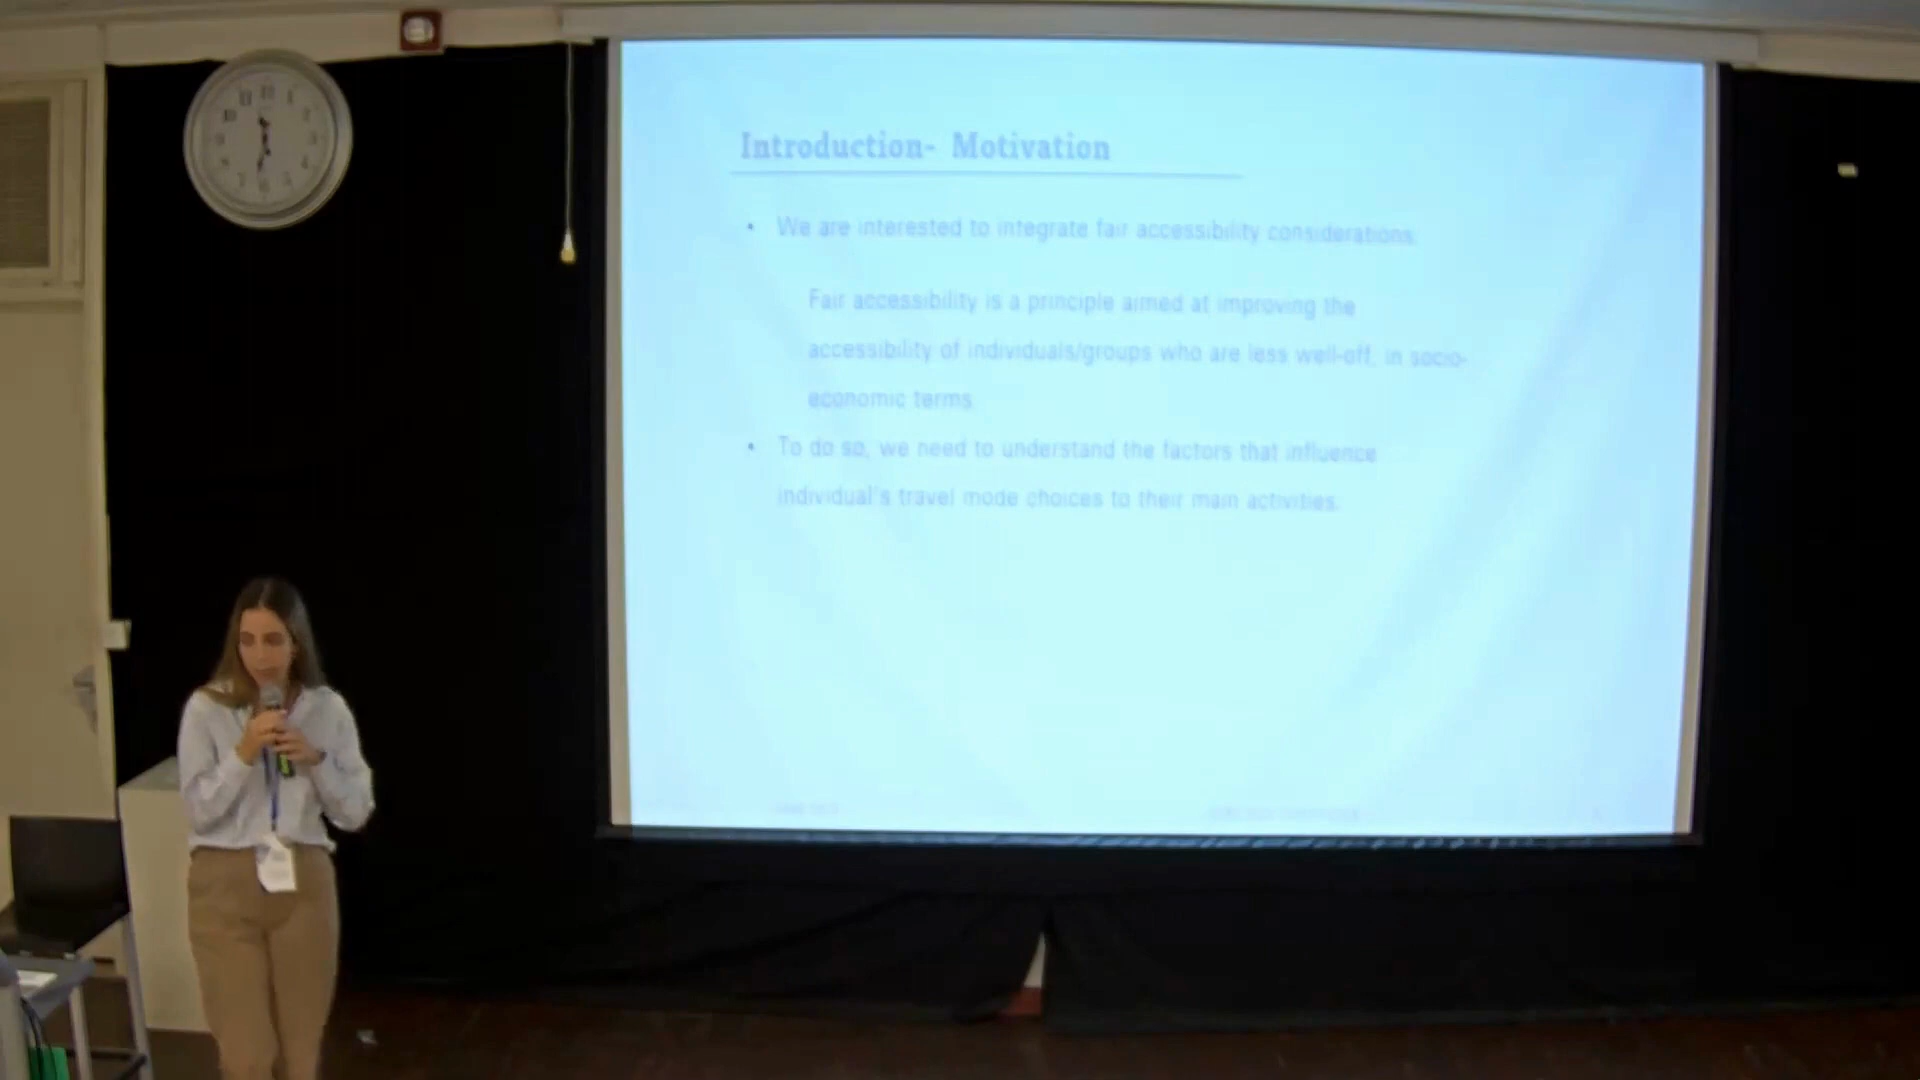 Introduction- Motivation
• We are interested to integrate fair accessibility considerations.
Fair accessibility is a principle aimed at improving the
accessibility of individuals/groups who are less well-off, in socio-
economic terms
• To do so, we need to understand the factors that influence
individual's travel mode choices to their main activities.